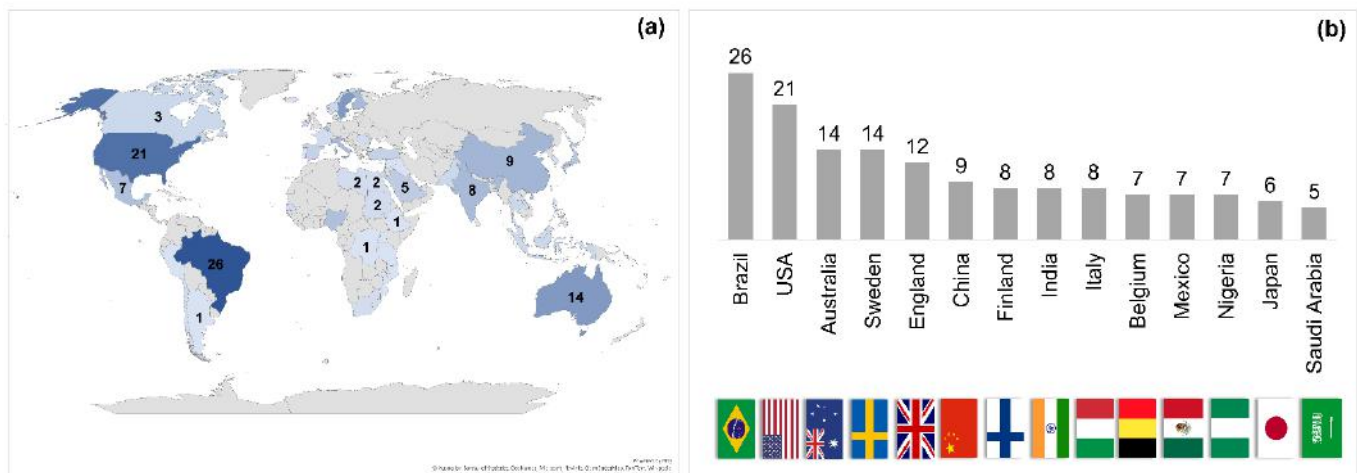 (a)
3
21
7
9
2
2
5
8
2
1
1
26
14
1
(b)
26
21
14
14
12
9
8
8
8
7
7
7
6
5
Brazil
USA
Australia
Sweden
England
China
Finland
India
Italy
Belgium
Mexico
Nigeria
Japan
Saudi Arabia